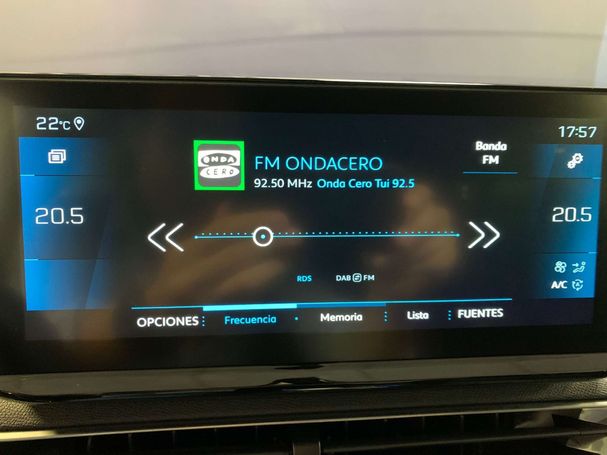 22°C
17:57
ONDA
CERO
FM ONDACERO
92.50 MHz Onda Cero Tui 92.5
Banda
FM
20.5
20.5
RDS
DAB FM
A/C
OPCIONES
Frecuencia
Memoria
Lista
FUENTES